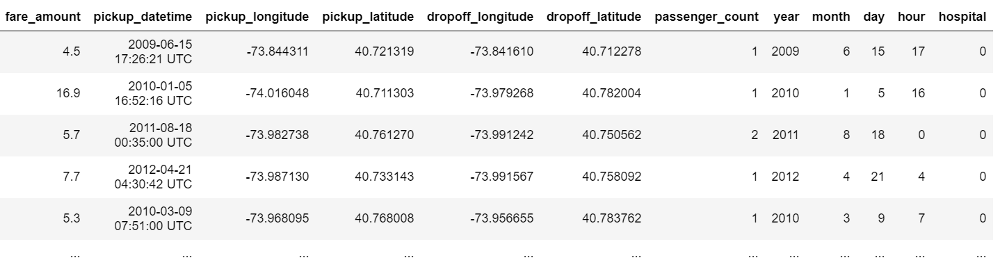 fare_amount pickup_datetime pickup_longitude pickup_latitude dropoff_longitude dropoff_latitude passenger_count year month day hour hospital
4.5 2009-06-15 17:26:21 UTC -73.844311 40.721319 -73.841610 40.712278 1 2009 6 15 17 0
16.9 2010-01-05 16:52:16 UTC -74.016048 40.711303 -73.979268 40.782004 1 2010 1 5 16 0
5.7 2011-08-18 00:35:00 UTC -73.982738 40.761270 -73.991242 40.750562 2 2011 8 18 0 0
7.7 2012-04-21 04:30:42 UTC -73.987130 40.733143 -73.991567 40.758092 1 2012 4 21 4 0
5.3 2010-03-09 07:51:00 UTC -73.968095 40.768008 -73.956655 40.783762 1 2010 3 9 7 0
... ... ... ... ... ... ... ... ... ... ... ...